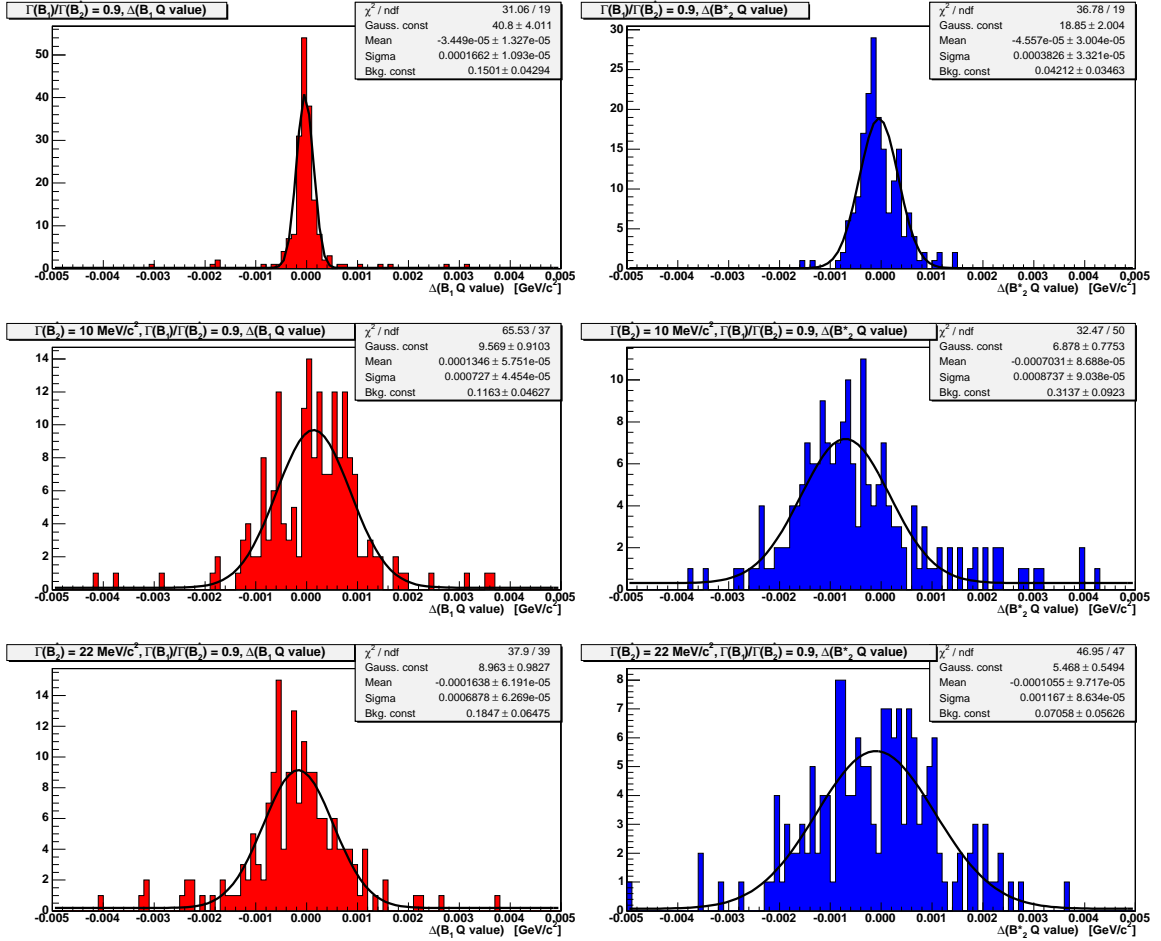 Γ(B₁)/Γ(B₂*) = 0.9, Δ(B₁ Q value)
χ² / ndf 31.06 / 19
Gauss. const 40.8 ± 4.011
Mean -3.449e-05 ± 1.327e-05
Sigma 0.0001662 ± 1.093e-05
Bkg. const 0.1501 ± 0.04294
50
40
30
20
10
0
-0.005 -0.004 -0.003 -0.002 -0.001 0.000 0.001 0.002 0.003 0.004 0.005
Δ(B₁ Q value) [GeV/c²]
Γ(B₁)/Γ(B₂*) = 0.9, Δ(B*₂ Q value)
χ² / ndf 36.78 / 19
Gauss. const 18.85 ± 2.004
Mean -4.557e-05 ± 3.004e-05
Sigma 0.0003826 ± 3.321e-05
Bkg. const 0.04212 ± 0.03463
30
25
20
15
10
5
0
-0.005 -0.004 -0.003 -0.002 -0.001 0.000 0.001 0.002 0.003 0.004 0.005
Δ(B*₂ Q value) [GeV/c²]
Γ(B₂*) = 10 MeV/c², Γ(B₁)/Γ(B₂*) = 0.9, Δ(B₁ Q value)
χ² / ndf 65.53 / 37
Gauss. const 9.569 ± 0.9103
Mean 0.0001346 ± 5.751e-05
Sigma 0.000727 ± 4.454e-05
Bkg. const 0.1163 ± 0.04627
14
12
10
8
6
4
2
0
-0.005 -0.004 -0.003 -0.002 -0.001 0.000 0.001 0.002 0.003 0.004 0.005
Δ(B₁ Q value) [GeV/c²]
Γ(B₂*) = 10 MeV/c², Γ(B₁)/Γ(B₂*) = 0.9, Δ(B*₂ Q value)
χ² / ndf 32.47 / 50
Gauss. const 6.878 ± 0.7753
Mean -0.0007031 ± 8.688e-05
Sigma 0.0008737 ± 9.038e-05
Bkg. const 0.3137 ± 0.0923
10
8
6
4
2
0
-0.005 -0.004 -0.003 -0.002 -0.001 0.000 0.001 0.002 0.003 0.004 0.005
Δ(B*₂ Q value) [GeV/c²]
Γ(B₂*) = 22 MeV/c², Γ(B₁)/Γ(B₂*) = 0.9, Δ(B₁ Q value)
χ² / ndf 37.9 / 39
Gauss. const 8.963 ± 0.9827
Mean -0.0001638 ± 6.191e-05
Sigma 0.0006878 ± 6.269e-05
Bkg. const 0.1847 ± 0.06475
14
12
10
8
6
4
2
0
-0.005 -0.004 -0.003 -0.002 -0.001 0.000 0.001 0.002 0.003 0.004 0.005
Δ(B₁ Q value) [GeV/c²]
Γ(B₂*) = 22 MeV/c², Γ(B₁)/Γ(B₂*) = 0.9, Δ(B*₂ Q value)
χ² / ndf 46.95 / 47
Gauss. const 5.468 ± 0.5494
Mean -0.0001055 ± 9.717e-05
Sigma 0.001167 ± 8.634e-05
Bkg. const 0.07058 ± 0.05626
8
7
6
5
4
3
2
1
0
-0.005 -0.004 -0.003 -0.002 -0.001 0.000 0.001 0.002 0.003 0.004 0.005
Δ(B*₂ Q value) [GeV/c²]